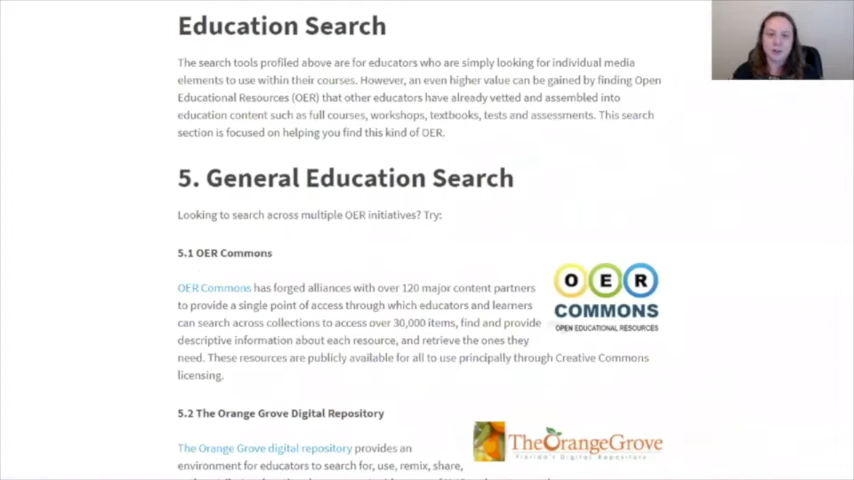 Education Search
The search tools profiled above are for educators who are simply looking for individual media
elements to use within their courses. However, an even higher value can be gained by finding Open
Educational Resources (OER) that other educators have already vetted and assembled into
education content such as full courses, workshops, textbooks, tests and assessments. This search
section is focused on helping you find this kind of OER.
5. General Education Search
Looking to search across multiple OER initiatives? Try:
5.1 OER Commons
OER Commons has forged alliances with over 120 major content partners
to provide a single point of access through which educators and learners
can search across collections to access over 30,000 items, find and provide
descriptive information about each resource, and retrieve the ones they
need. These resources are publicly available for all to use principally through Creative Commons
licensing.
OER
COMMONS
OPEN EDUCATIONAL RESOURCES
5.2 The Orange Grove Digital Repository
The Orange Grove digital repository provides an
environment for educators to search for, use, remix, share,
TheOrangeGrove
Florida's Digital Repository